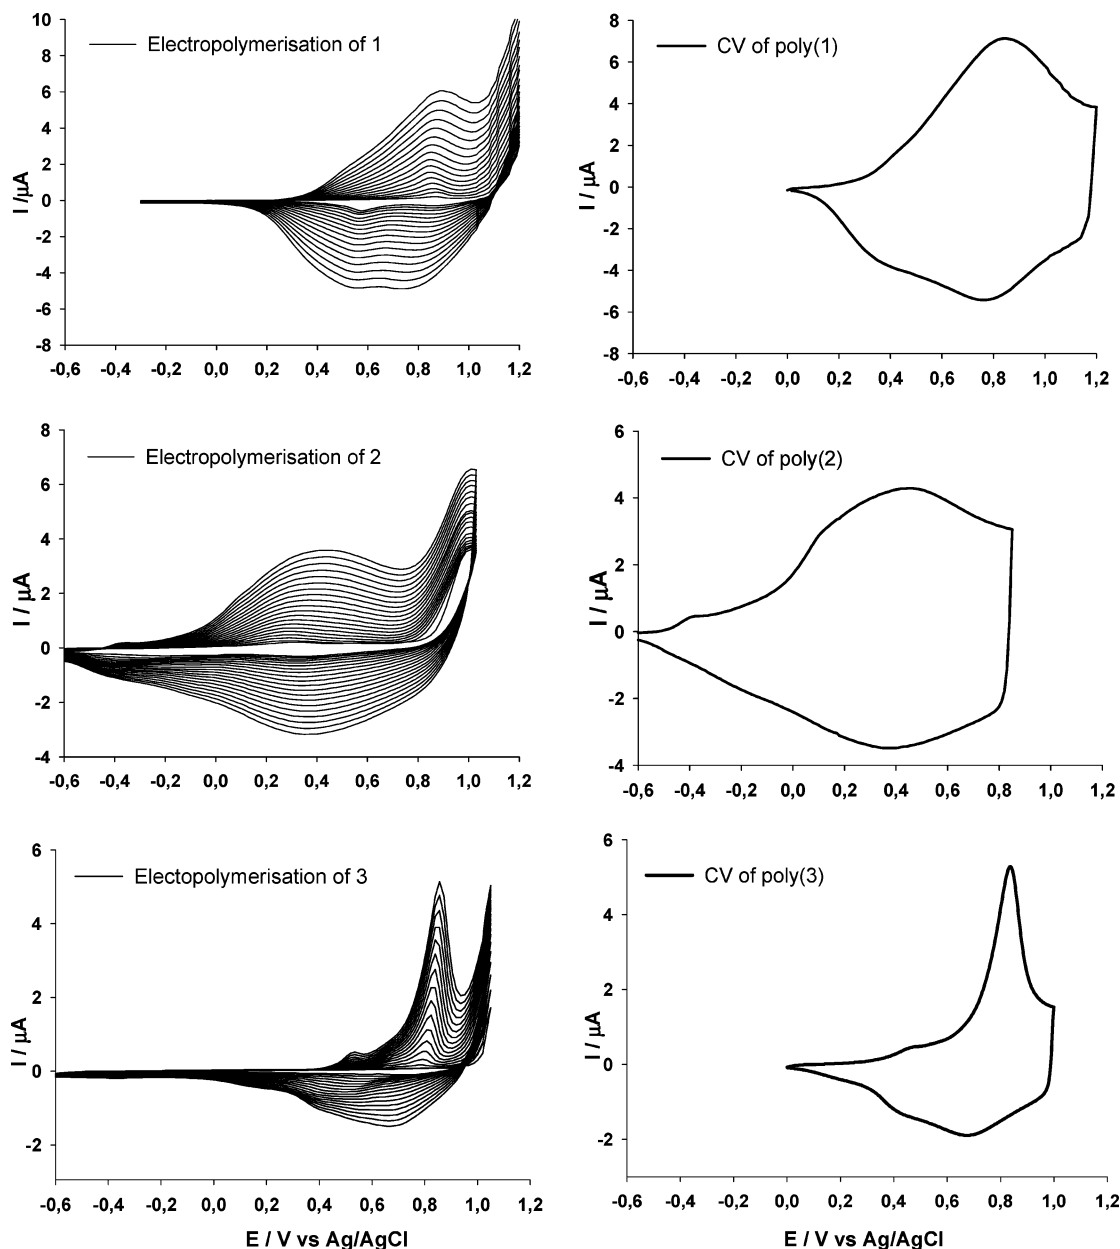 10
8
6
4
2
0
-2
-4
-6
-8
I /µA
Electropolymerisation of 1
-0,6 -0,4 -0,2 0,0 0,2 0,4 0,6 0,8 1,0 1,2
8
6
4
2
0
-2
-4
-6
-8
I / µA
CV of poly(1)
-0,6 -0,4 -0,2 0,0 0,2 0,4 0,6 0,8 1,0 1,2
8
6
4
2
0
-2
-4
I / µA
Electropolymerisation of 2
-0,6 -0,4 -0,2 0,0 0,2 0,4 0,6 0,8 1,0 1,2
6
4
2
0
-2
-4
I / µA
CV of poly(2)
-0,6 -0,4 -0,2 0,0 0,2 0,4 0,6 0,8 1,0 1,2
6
4
2
0
-2
I / µA
Electopolymerisation of 3
-0,6 -0,4 -0,2 0,0 0,2 0,4 0,6 0,8 1,0 1,2
E / V vs Ag/AgCl
6
4
2
0
-2
I / µA
CV of poly(3)
-0,6 -0,4 -0,2 0,0 0,2 0,4 0,6 0,8 1,0 1,2
E / V vs Ag/AgCl